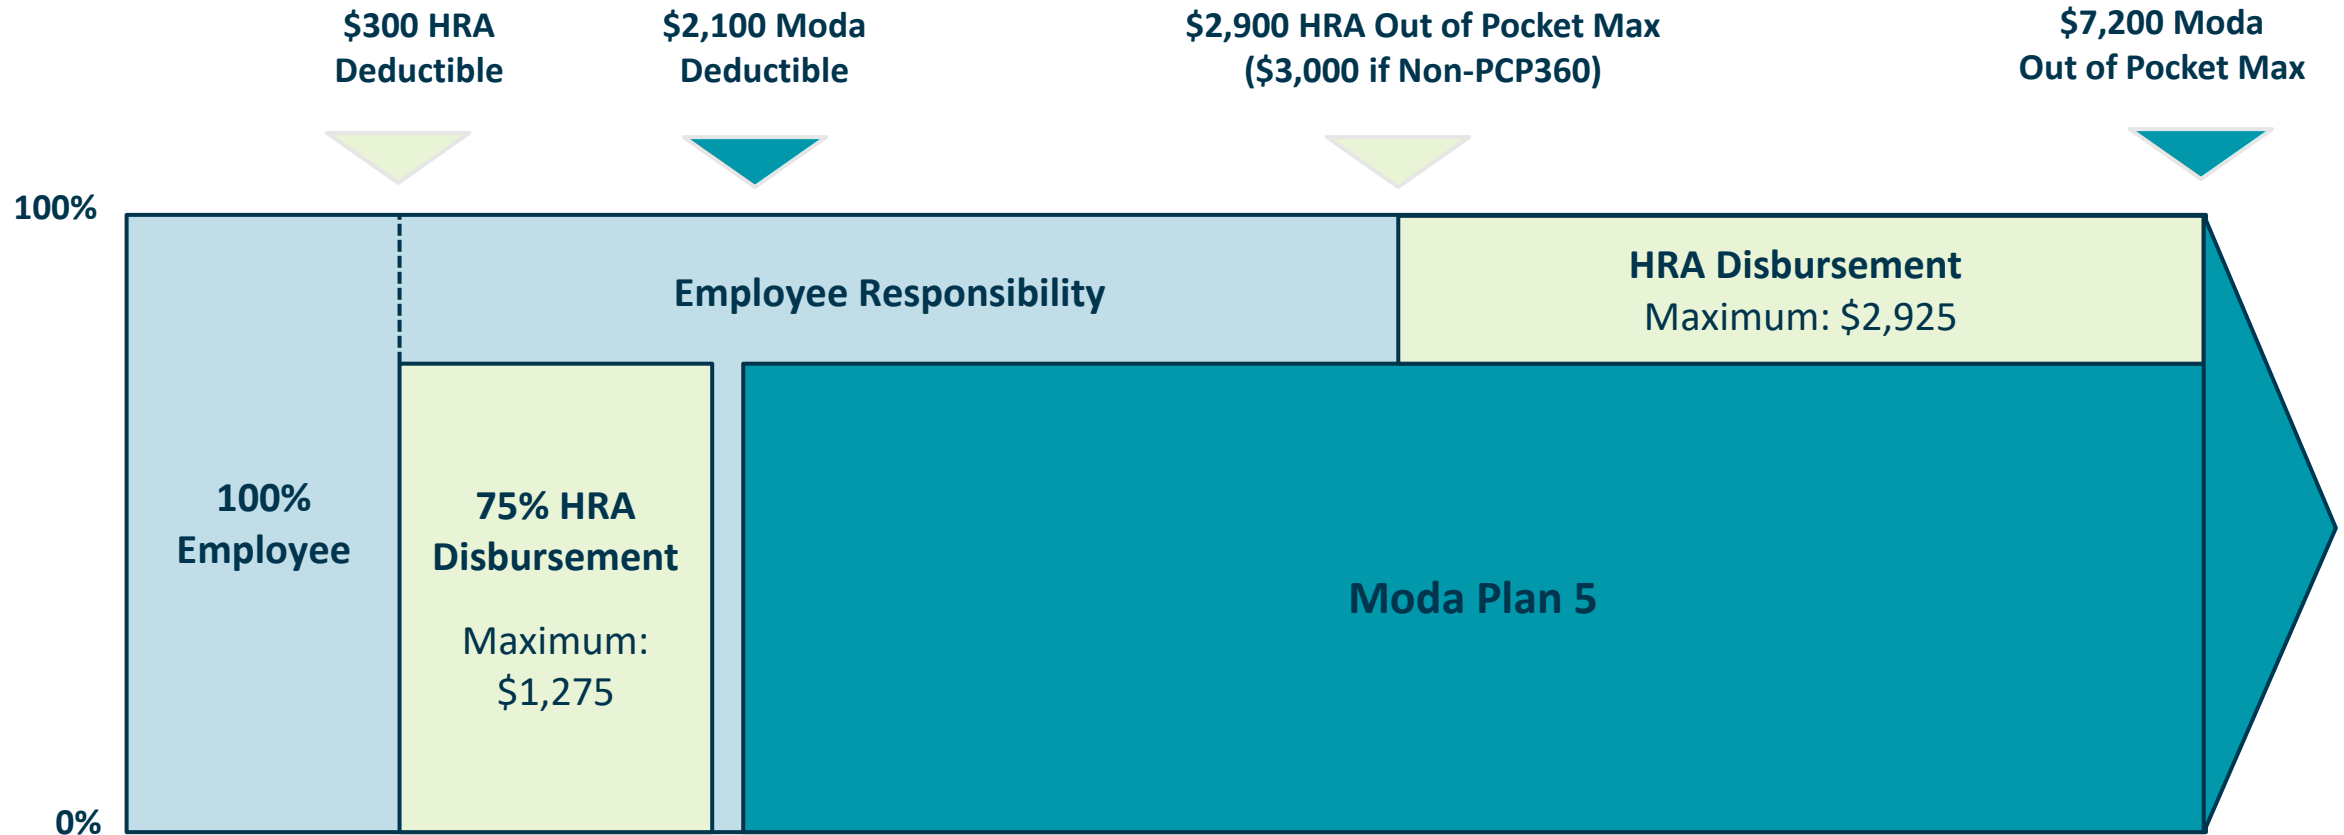 $300 HRA
Deductible
$2,100 Moda
Deductible
$2,900 HRA Out of Pocket Max
($3,000 if Non-PCP360)
$7,200 Moda
Out of Pocket Max
100%
Employee Responsibility
HRA Disbursement
Maximum: $2,925
100%
Employee
75% HRA
Disbursement
Maximum:
$1,275
Moda Plan 5
0%